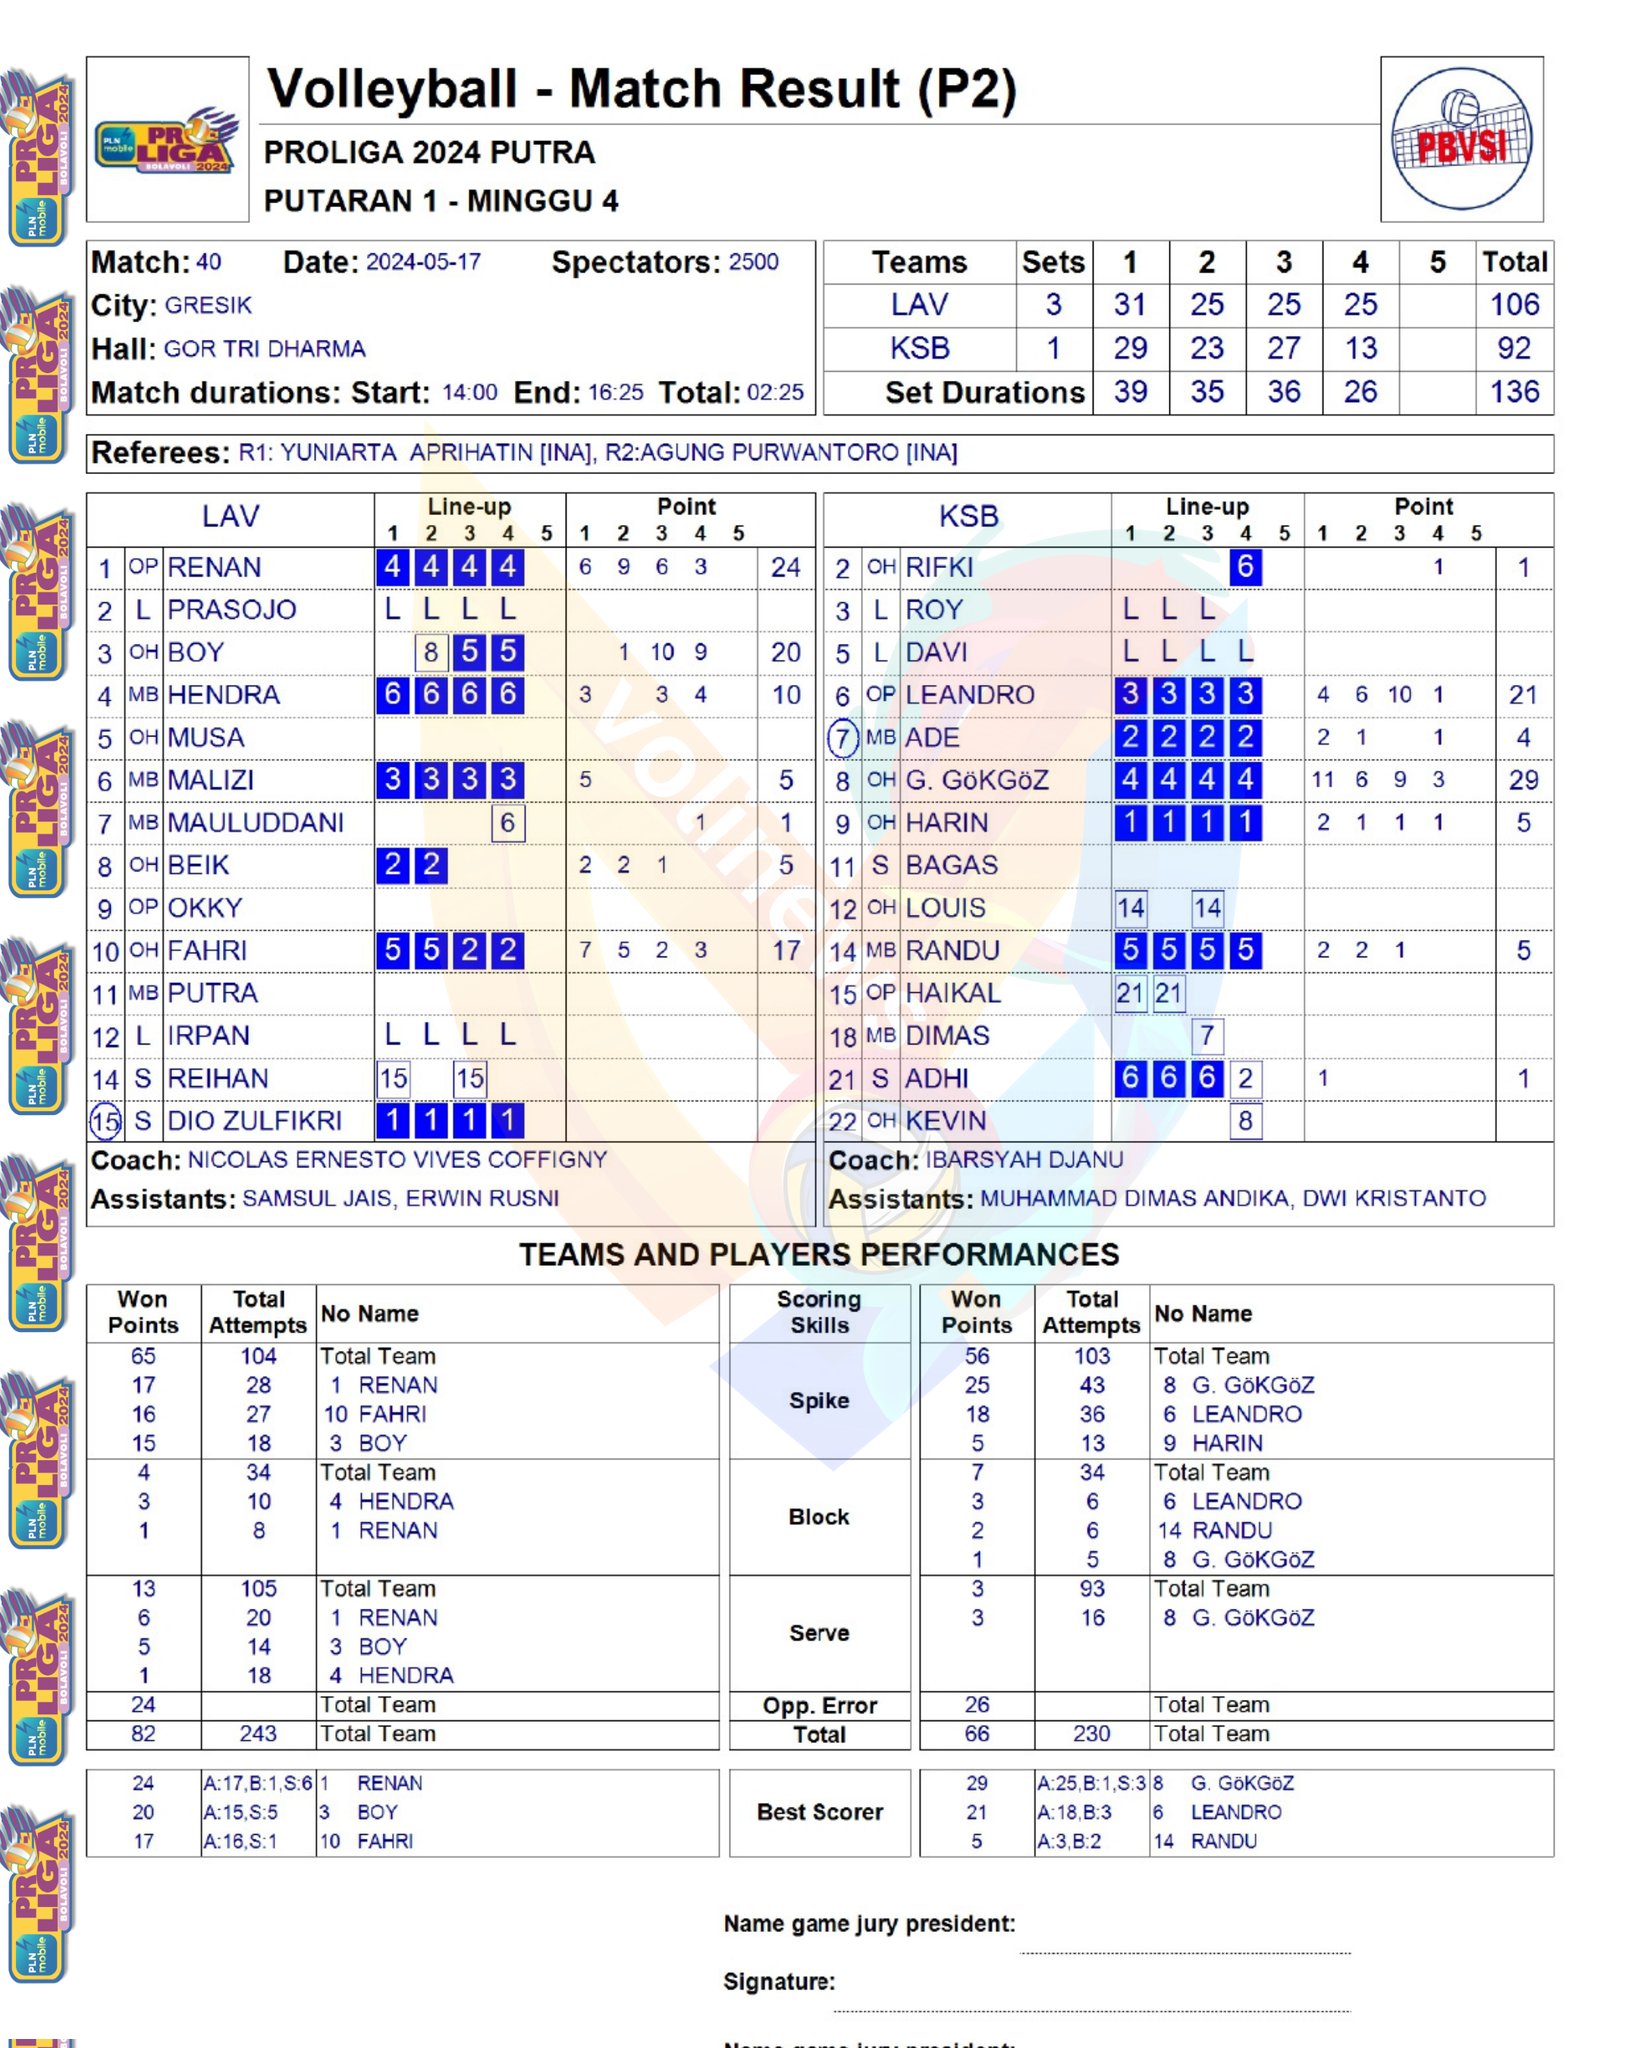 Volleyball - Match Result (P2)
PROLIGA 2024 PUTRA
PUTARAN 1 - MINGGU 4
PLN mobile PROLIGA BOLAVOLI 2024
PBVSI
Match: 40 Date: 2024-05-17 Spectators: 2500
City: GRESIK
Hall: GOR TRI DHARMA
Match durations: Start: 14:00 End: 16:25 Total: 02:25
Teams Sets 1 2 3 4 5 Total
LAV 3 31 25 25 25 106
KSB 1 29 23 27 13 92
Set Durations 39 35 36 26 136
Referees: R1: YUNIARTA APRIHATIN [INA], R2:AGUNG PURWANTORO [INA]
LAV Line-up Point
1 2 3 4 5 1 2 3 4 5
1 OP RENAN 4 4 4 4 6 9 6 3 24
2 L PRASOJO L L L L
3 OH BOY 8 5 5 1 10 9 20
4 MB HENDRA 6 6 6 6 3 3 4 10
5 OH MUSA
6 MB MALIZI 3 3 3 3 5 5
7 MB MAULUDDANI 6 1 1
8 OH BEIK 2 2 2 2 1 5
9 OP OKKY
10 OH FAHRI 5 5 2 2 7 5 2 3 17
11 MB PUTRA
12 L IRPAN L L L L
14 S REIHAN 15 15
15 S DIO ZULFIKRI 1 1 1 1
Coach: NICOLAS ERNESTO VIVES COFFIGNY
Assistants: SAMSUL JAIS, ERWIN RUSNI
KSB Line-up Point
1 2 3 4 5 1 2 3 4 5
2 OH RIFKI 6 1 1
3 L ROY L L L
5 L DAVI L L L L
6 OP LEANDRO 3 3 3 3 4 6 10 1 21
7 MB ADE 2 2 2 2 2 1 1 4
8 OH G. GöKGöZ 4 4 4 4 11 6 9 3 29
9 OH HARIN 1 1 1 1 2 1 1 1 5
11 S BAGAS
12 OH LOUIS 14 14
14 MB RANDU 5 5 5 5 2 2 1 5
15 OP HAIKAL 21 21
18 MB DIMAS 7
21 S ADHI 6 6 6 2 1 1
22 OH KEVIN 8
Coach: IBARSYAH DJANU
Assistants: MUHAMMAD DIMAS ANDIKA, DWI KRISTANTO
TEAMS AND PLAYERS PERFORMANCES
Won Points Total Attempts No Name Scoring Skills Won Points Total Attempts No Name
Spike
65 104 Total Team 56 103 Total Team
17 28 1 RENAN 25 43 8 G. GöKGöZ
16 27 10 FAHRI 18 36 6 LEANDRO
15 18 3 BOY 5 13 9 HARIN
Block
4 34 Total Team 7 34 Total Team
3 10 4 HENDRA 3 6 6 LEANDRO
1 8 1 RENAN 2 6 14 RANDU
1 5 8 G. GöKGöZ
Serve
13 105 Total Team 3 93 Total Team
6 20 1 RENAN 3 16 8 G. GöKGöZ
5 14 3 BOY
1 18 4 HENDRA
24 Total Team Opp. Error 26 Total Team
82 243 Total Team Total 66 230 Total Team
24 A:17,B:1,S:6 1 RENAN 29 A:25,B:1,S:3 8 G. GöKGöZ
20 A:15,S:5 3 BOY Best Scorer 21 A:18,B:3 6 LEANDRO
17 A:16,S:1 10 FAHRI 5 A:3,B:2 14 RANDU
Name game jury president:
Signature:
Name game jury president:
volinews